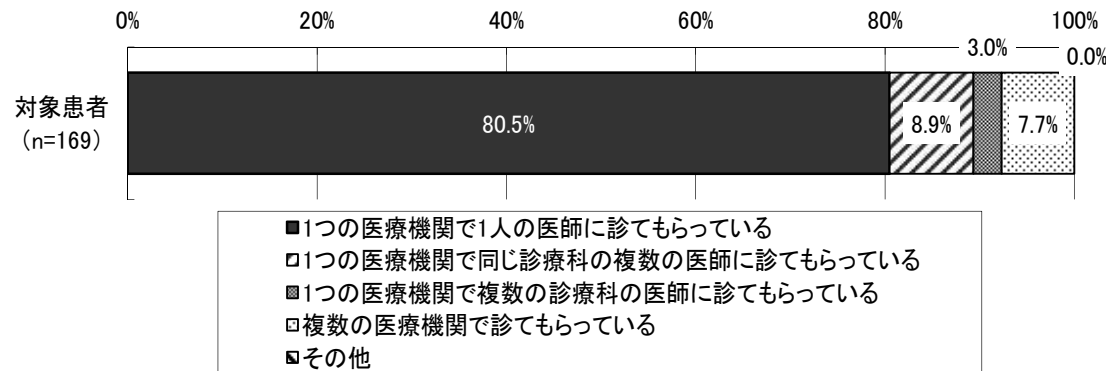 0% 20% 40% 60% 80% 100%
3.0%
0.0%
対象患者
(n=169)
80.5% 8.9% 7.7%
■1つの医療機関で1人の医師に診てもらっている
1つの医療機関で同じ診療科の複数の医師に診てもらっている
1つの医療機関で複数の診療科の医師に診てもらっている
複数の医療機関で診てもらっている
その他